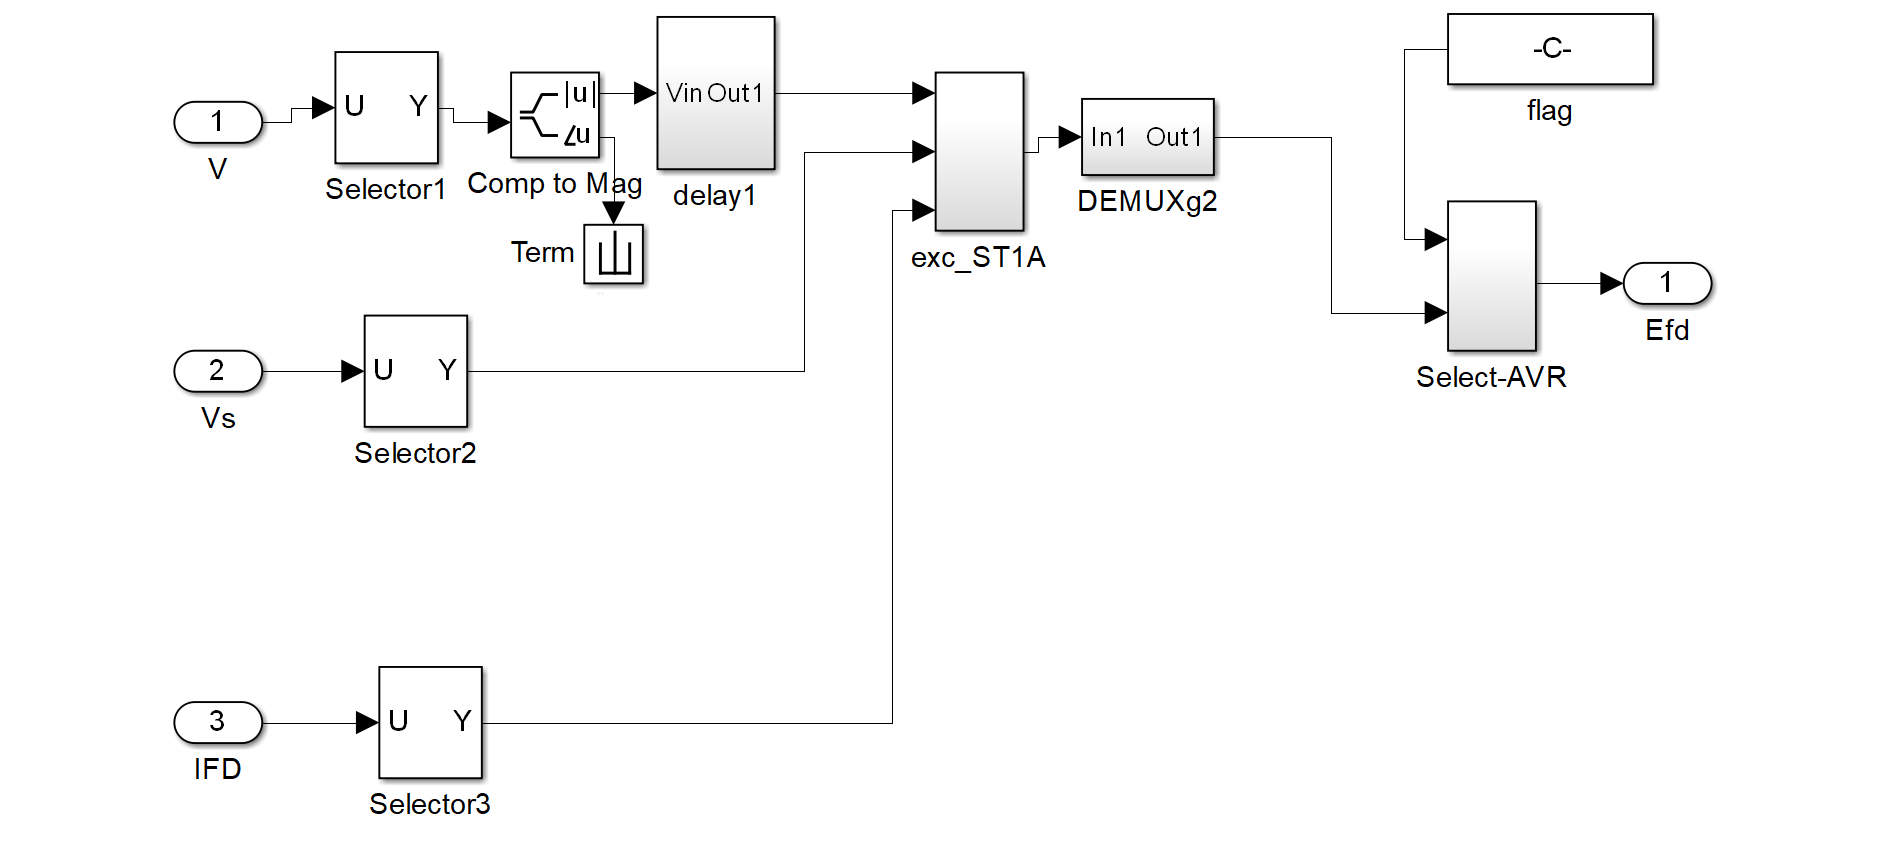 1
V
U Y
Selector1
|u|
∠u
Comp to Mag
Term
Vin Out1
delay1
exc_ST1A
In1 Out1
DEMUXg2
-C-
flag
Select-AVR
1
Efd
2
Vs
U Y
Selector2
3
IFD
U Y
Selector3